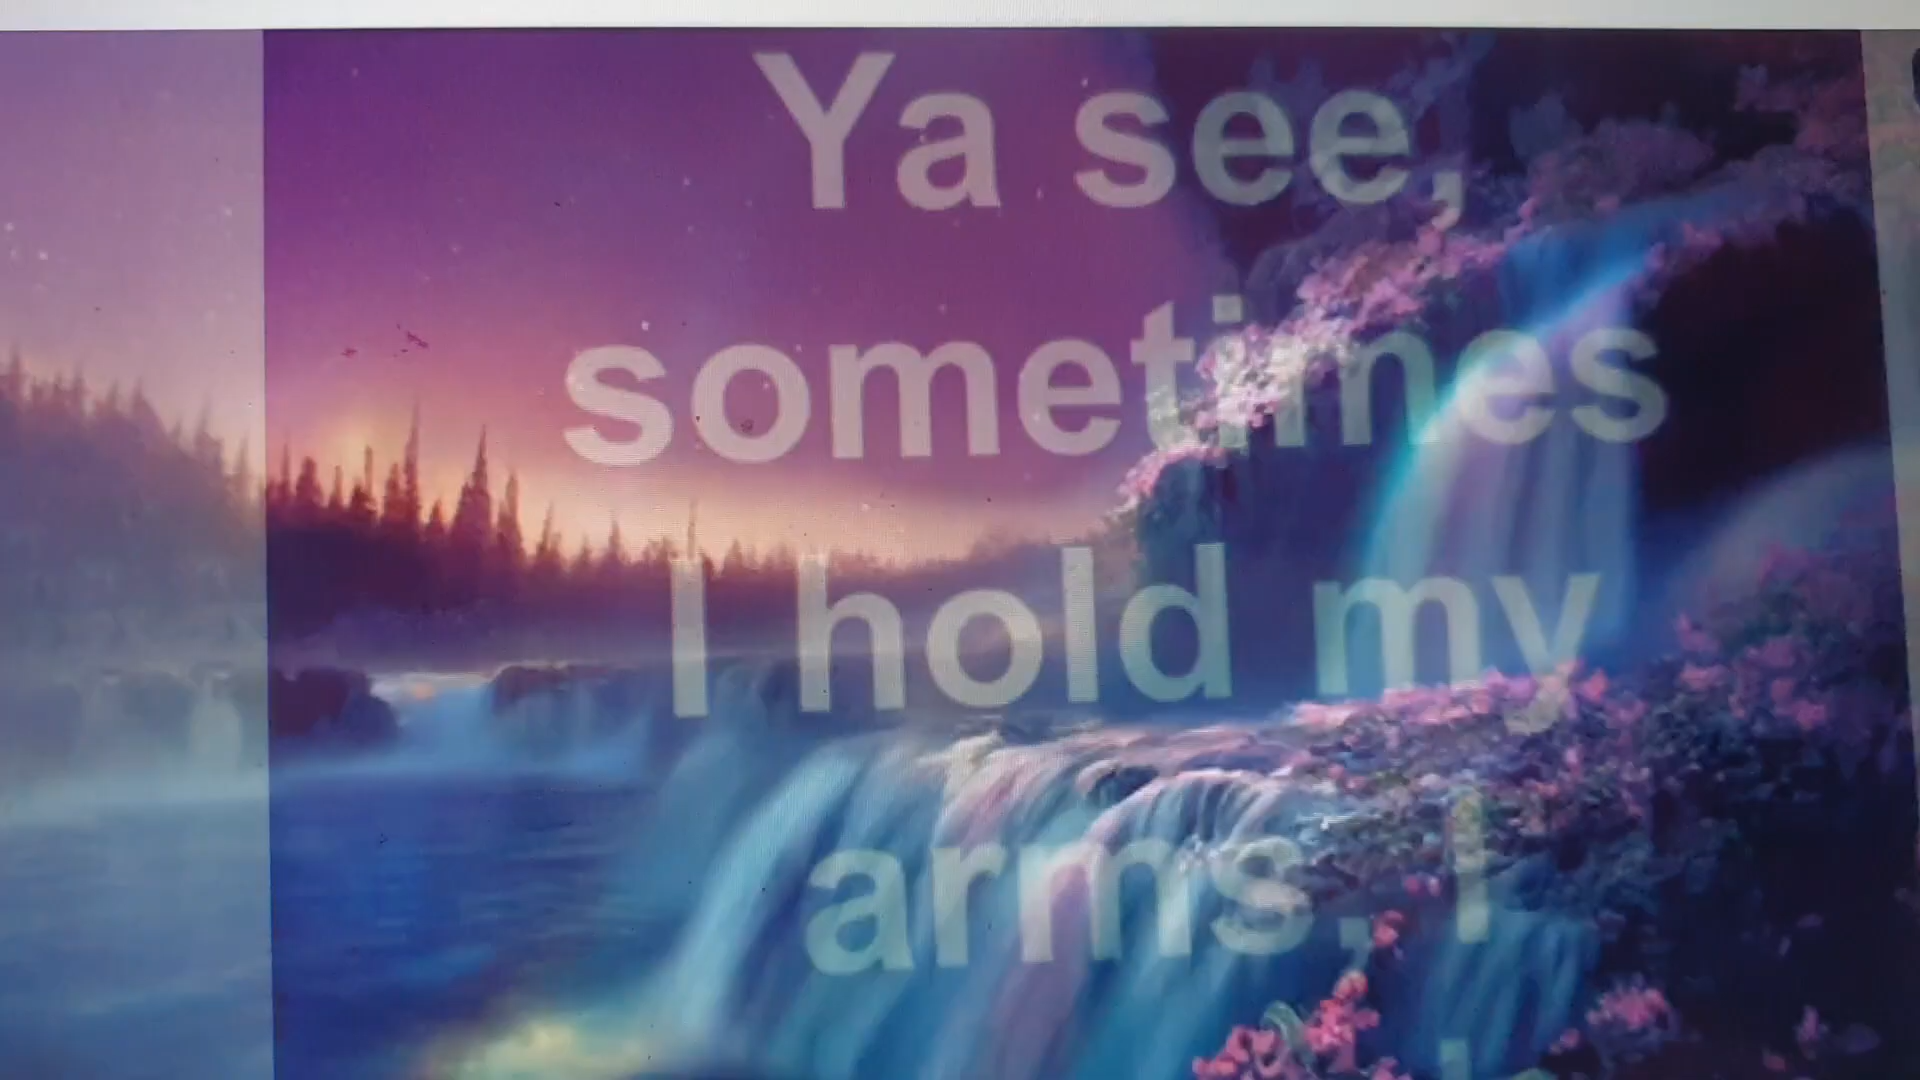 Ya see,
sometimes
I hold my
arms, I